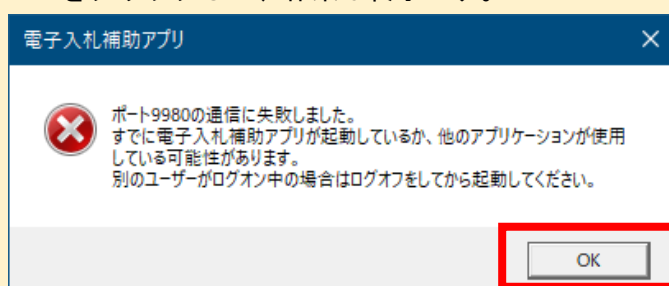 電子入札補助アプリ
ポート9980の通信に失敗しました。
すでに電子入札補助アプリが起動しているか、他のアプリケーションが使用
している可能性があります。
別のユーザーがログオン中の場合はログオフをしてから起動してください。
OK